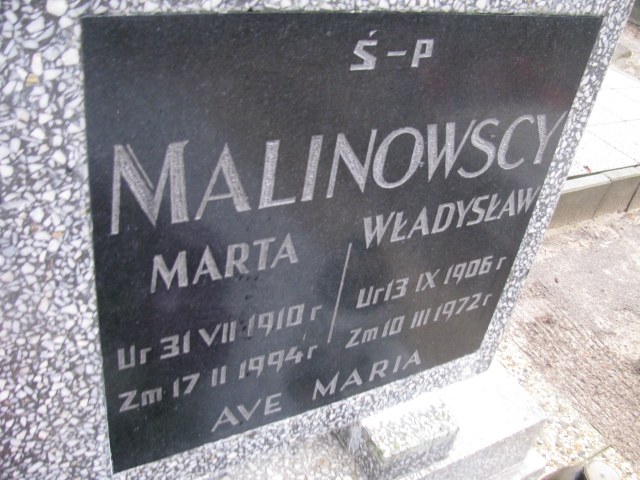 Ś-P
MALINOWSCY
MARTA
Ur 31 VII 1910 r
Zm 17 II 1994 r
WŁADYSŁAW
Ur 13 IX 1906 r
Zm 10 III 1972 r
AVE MARIA